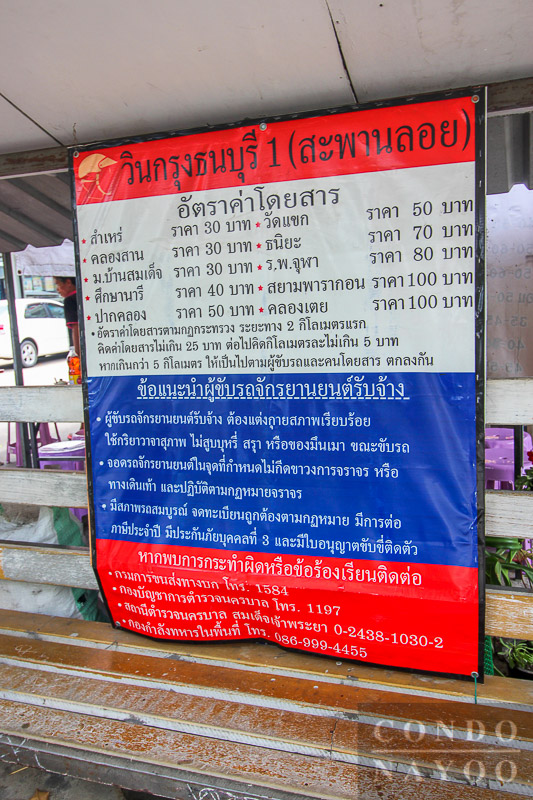 วินกรุงธนบุรี 1 (สะพานลอย)
อัตราค่าโดยสาร
★ สำเหร่ ราคา 30 บาท ★ วัดแขก ราคา 50 บาท
★ คลองสาน ราคา 30 บาท ★ ธนิยะ ราคา 70 บาท
★ ม.บ้านสมเด็จ ราคา 30 บาท ★ ร.พ.จุฬา ราคา 80 บาท
★ ศึกษานารี ราคา 40 บาท ★ สยามพารากอน ราคา 100 บาท
★ ปากคลอง ราคา 50 บาท ★ คลองเตย ราคา 100 บาท
• อัตราค่าโดยสารตามกฎกระทรวง ระยะทาง 2 กิโลเมตรแรก
คิดค่าโดยสารไม่เกิน 25 บาท ต่อไปคิดกิโลเมตรละไม่เกิน 5 บาท
หากเกินกว่า 5 กิโลเมตร ให้เป็นไปตามผู้ขับรถและคนโดยสาร ตกลงกัน
ข้อแนะนำผู้ขับรถจักรยานยนต์รับจ้าง
• ผู้ขับรถจักรยานยนต์รับจ้าง ต้องแต่งกายสุภาพเรียบร้อย
ใช้กริยาวาจาสุภาพ ไม่สูบบุหรี่ สุรา หรือของมึนเมา ขณะขับรถ
• จอดรถจักรยานยนต์ในจุดที่กำหนดไม่กีดขวางการจราจร หรือ
ทางเดินเท้า และปฏิบัติตามกฎหมายจราจร
• มีสภาพรถสมบูรณ์ จดทะเบียนถูกต้องตามกฎหมาย มีการต่อ
ภาษีประจำปี มีประกันภัยบุคคลที่ 3 และมีใบอนุญาตขับขี่ติดตัว
หากพบการกระทำผิดหรือข้อร้องเรียนติดต่อ
• กรมการขนส่งทางบก โทร. 1584
• กองบัญชาการตำรวจนครบาล โทร. 1197
• สถานีตำรวจนครบาล สมเด็จเจ้าพระยา 0-2438-1030-2
• กองกำลังทหารในพื้นที่ โทร. 086-999-4455
CONDO
NAYOO